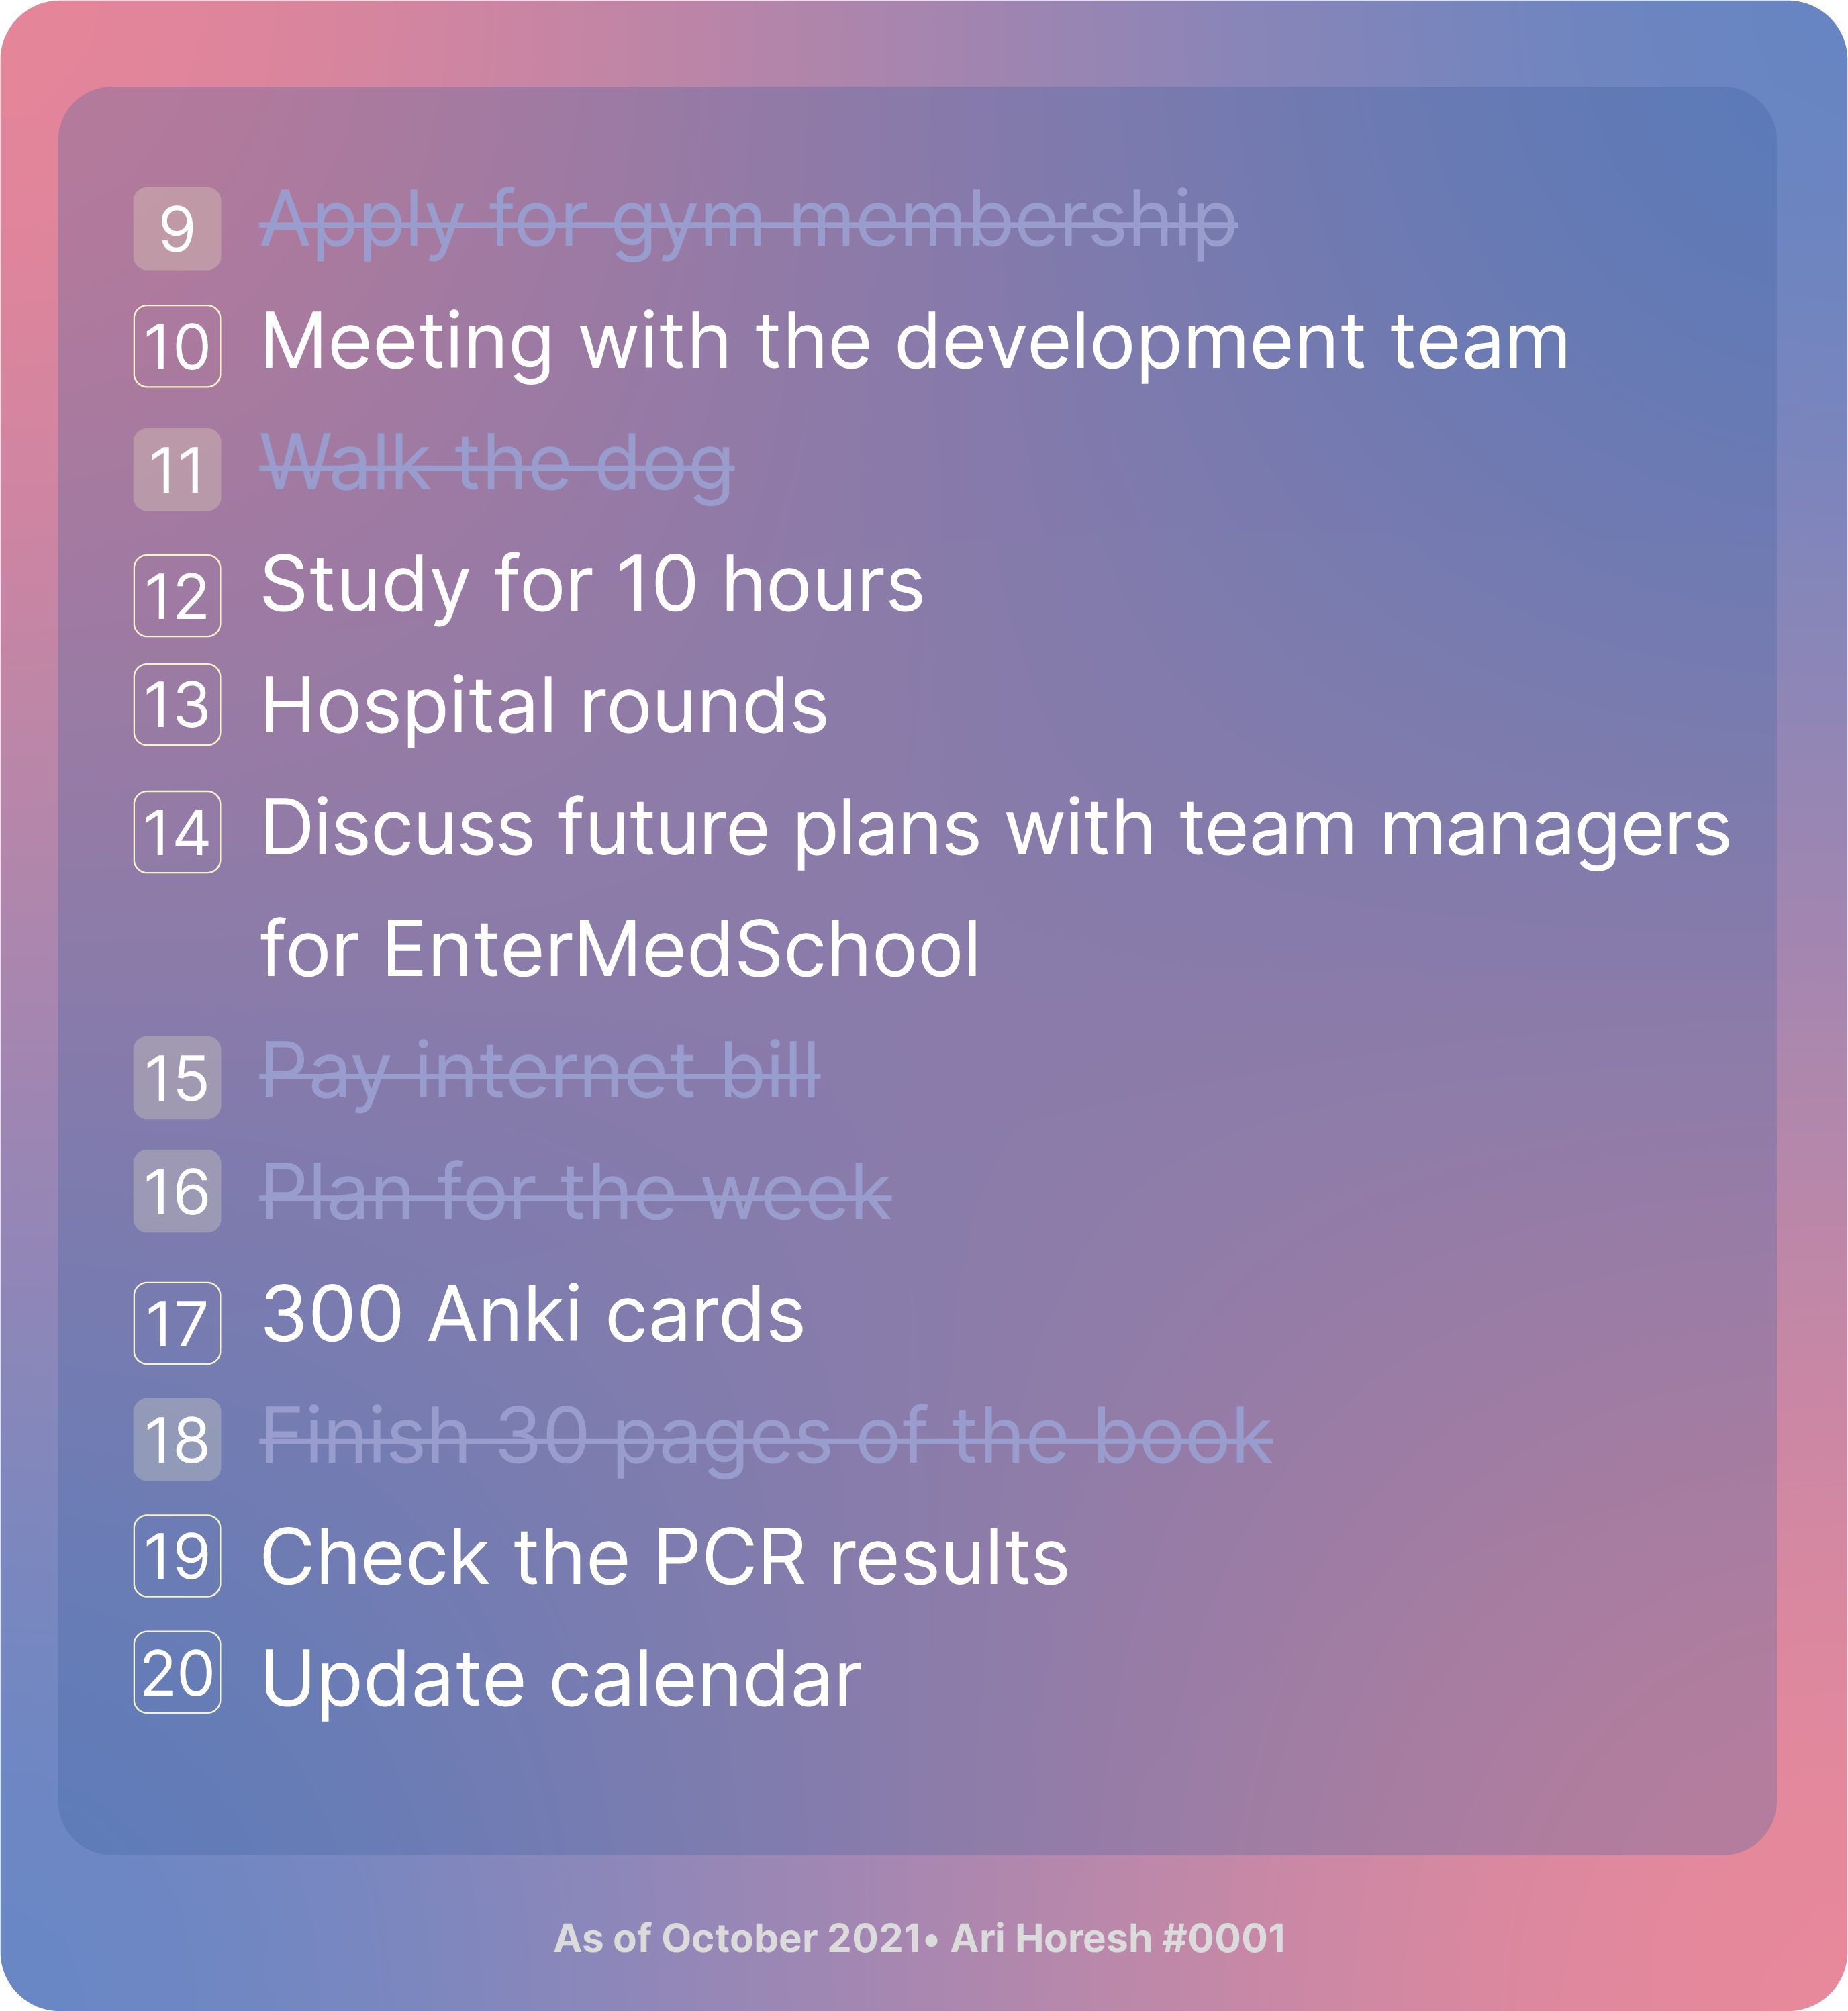 9 Apply for gym membership
10 Meeting with the development team
11 Walk the dog
12 Study for 10 hours
13 Hospital rounds
14 Discuss future plans with team managers
for EnterMedSchool
15 Pay internet bill
16 Plan for the week
17 300 Anki cards
18 Finish 30 pages of the book
19 Check the PCR results
20 Update calendar
As of October 2021• Ari Horesh #0001